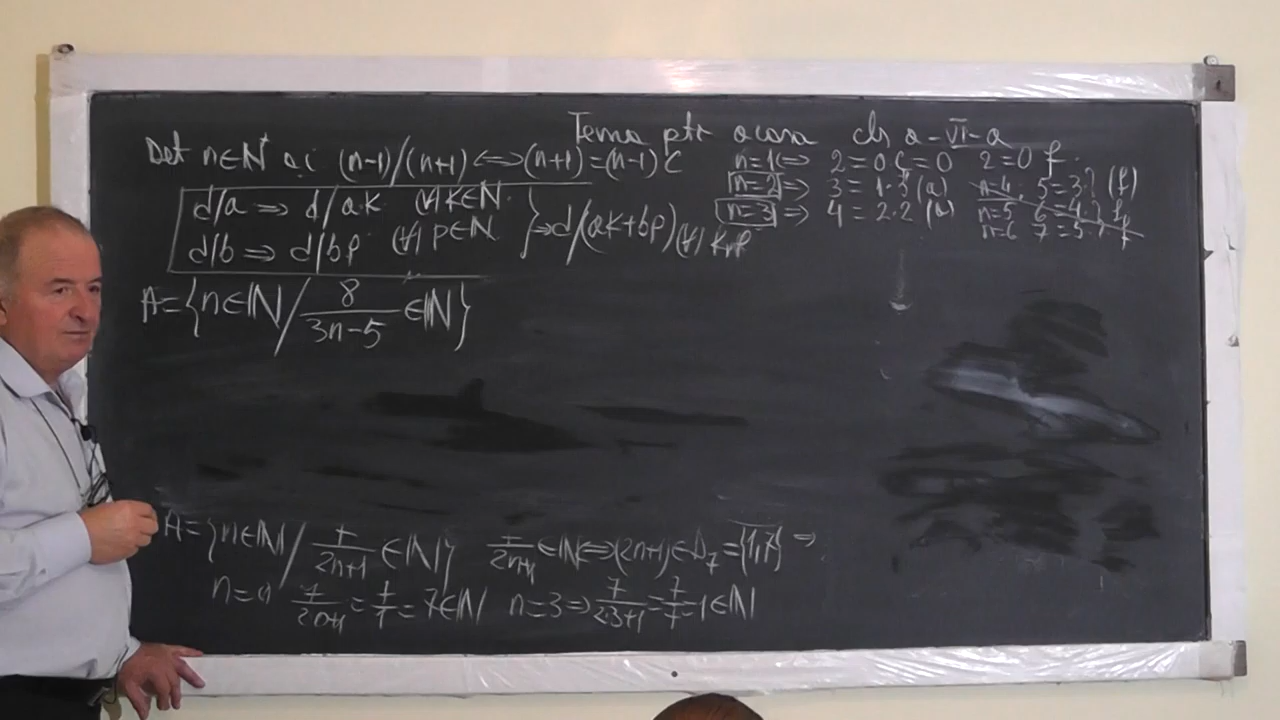 Tema ptr acasa cls a-VI-a
Det n∈N* a.i (n-1)/(n+1) ⇔ (n+1)=(n-1)C
n=1 ⇒ 2=0·C=0 2=0 f.
n=2 ⇒ 3=1·3 (a) n=4. 5=3·? (f)
n=3 ⇒ 4=2·2 (a) n=5 6=4·? f
n=6 7=5·? f
d/a ⇒ d/a·k (∀)k∈N.
d/b ⇒ d/bp (∀) p∈N } ⇒ d/(ak+bp) (∀) k,p
A={n∈N/ 8/(3n-5) ∈N}
A={n∈N/ 7/(2n+1) ∈N} 7/(2n+1) ∈N ⇔ (2n+1)∈D₇={1,7} ⇒
n=0 7/(2·0+1) = 7/1 = 7∈N n=3 ⇒ 7/(2·3+1) = 7/7 = 1∈N